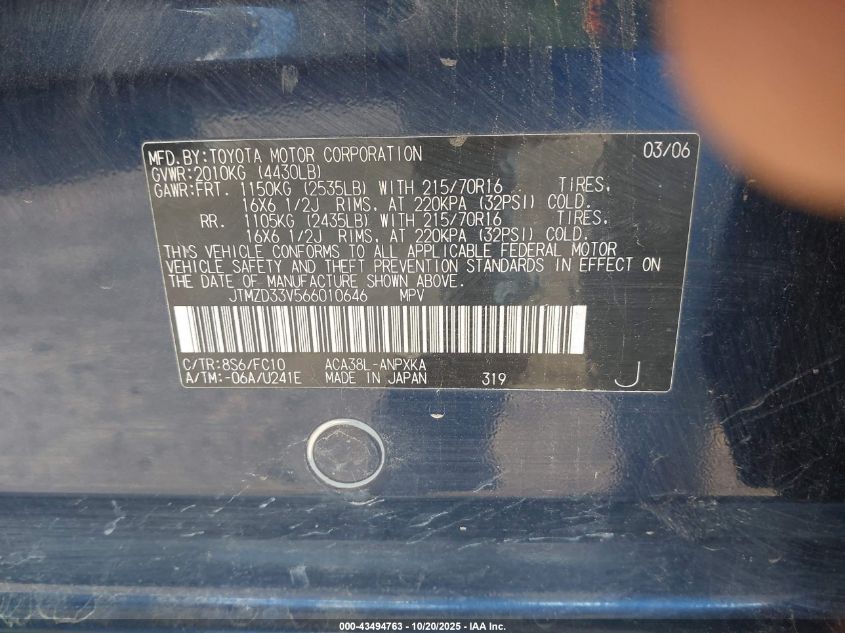 MFD.BY:TOYOTA MOTOR CORPORATION 03/06
GVWR:2010KG (4430LB)
GAWR:FRT. 1150KG (2535LB) WITH 215/70R16 TIRES,
16X6 1/2J RIMS, AT 220KPA (32PSI) COLD.
RR. 1105KG (2435LB) WITH 215/70R16 TIRES,
16X6 1/2J RIMS, AT 220KPA (32PSI) COLD.
THIS VEHICLE CONFORMS TO ALL APPLICABLE FEDERAL MOTOR
VEHICLE SAFETY AND THEFT PREVENTION STANDARDS IN EFFECT ON
THE DATE OF MANUFACTURE SHOWN ABOVE.
JTMZD33V566010646 MPV
C/TR:8S6/FC10 ACA38L-ANPXKA
A/TM:-06A/U241E MADE IN JAPAN 319 J
000-43494763 - 10/20/2025 - IAA Inc.